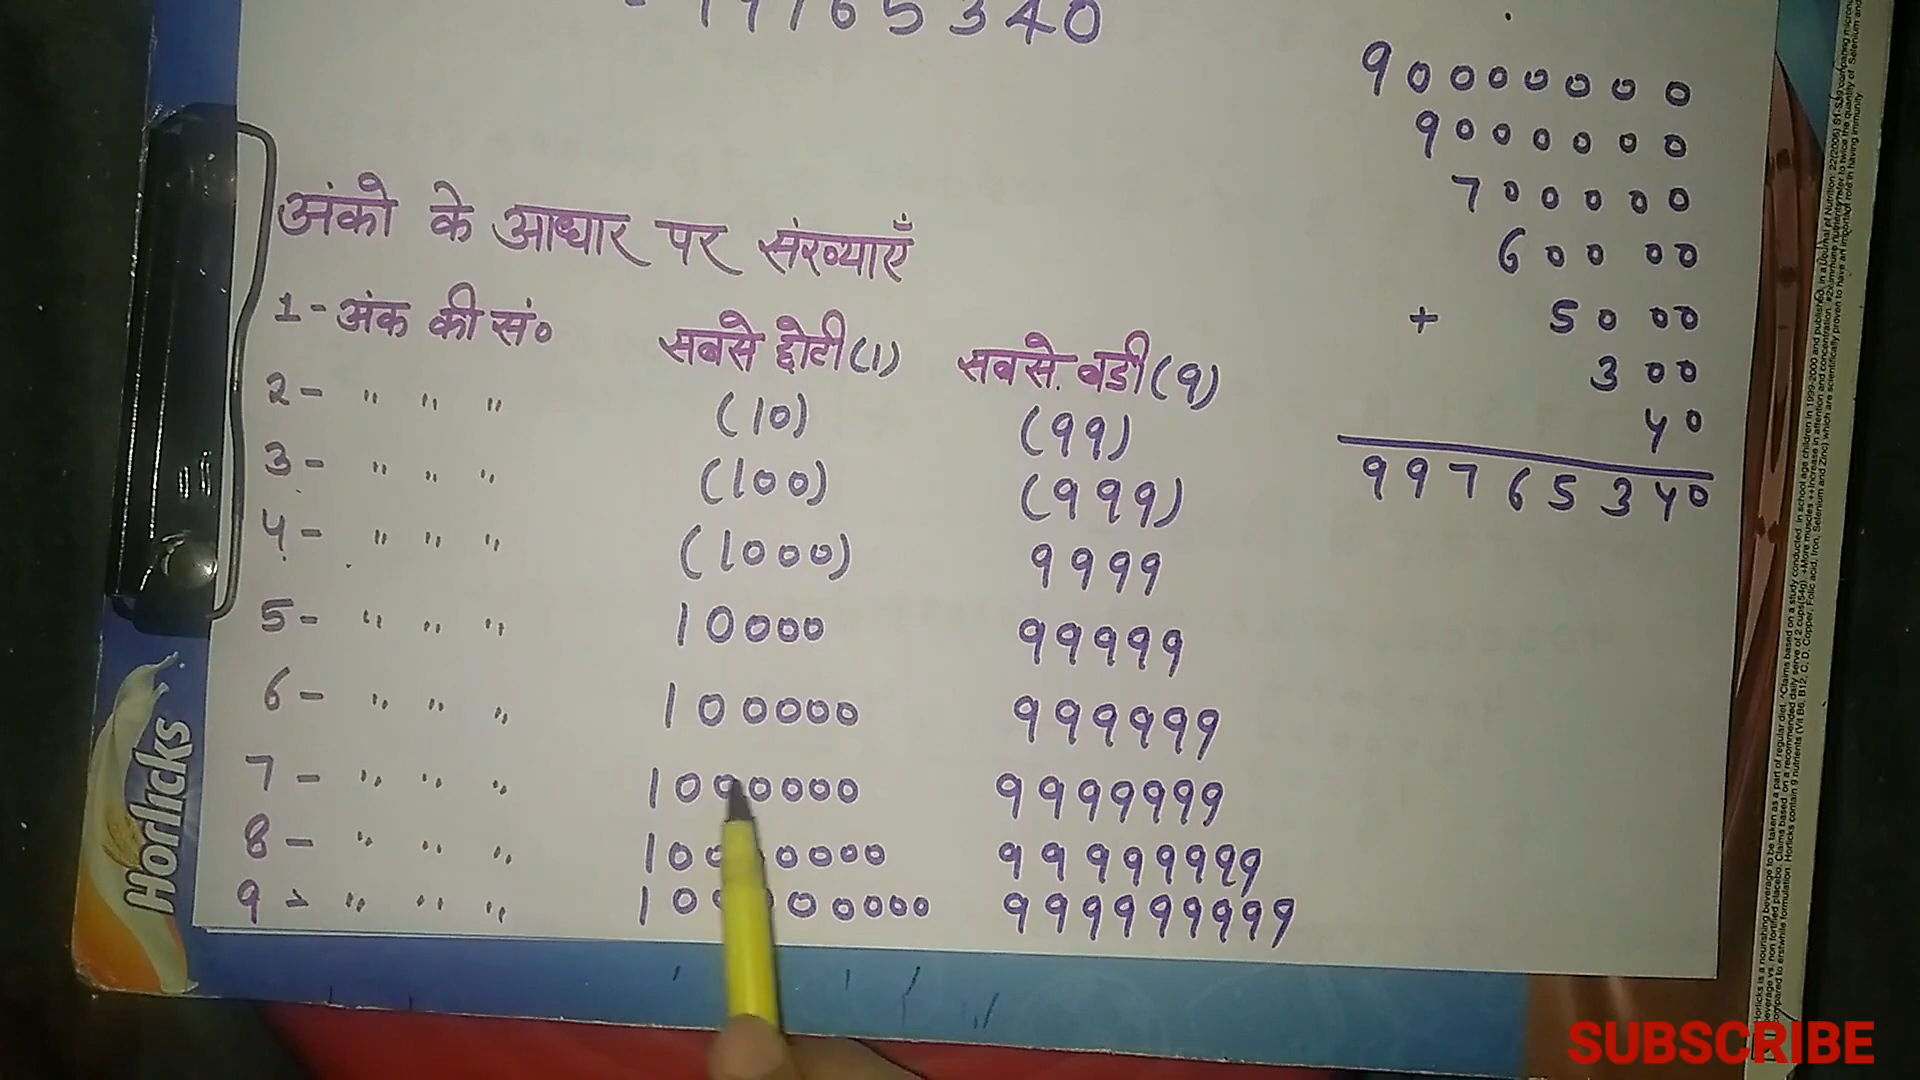 99765340
अंको के आधार पर संख्याएँ
1- अंक की सं० सबसे छोटी (1) सबसे बडी (9)
2- " " " (10) (99)
3- " " " (100) (999)
4- " " " (1000) 9999
5- " " " 10000 99999
6- " " " 100000 999999
7- " " " 1000000 9999999
8- " " " 10000000 99999999
9- " " " 100000000 999999999
90000000
9000000
700000
60000
+ 5000
300
40
99765340
Horlicks
SUBSCRIBE